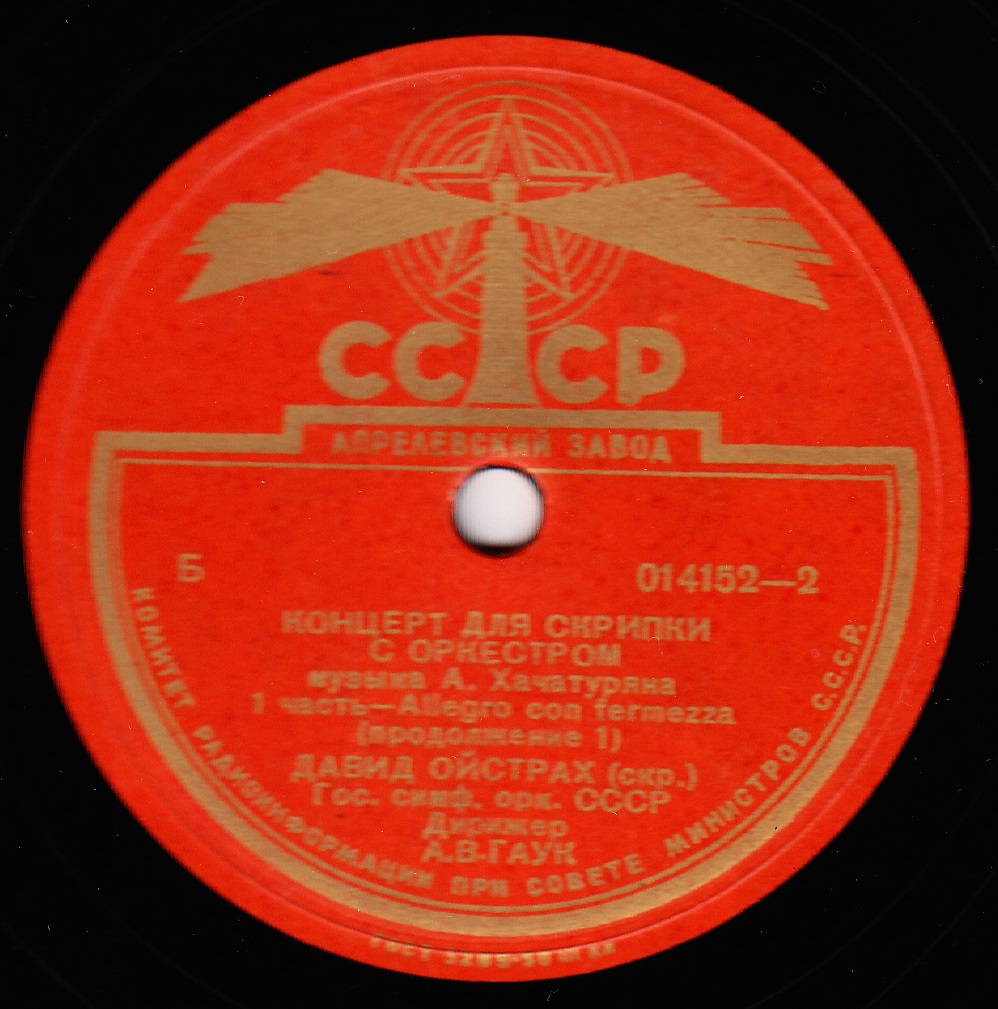 СССР
АПРЕЛЕВСКИЙ ЗАВОД
Б 014152—2
КОНЦЕРТ ДЛЯ СКРИПКИ
С ОРКЕСТРОМ
музыка А. Хачатуряна
1 часть—Allegro con fermezza
(продолжение 1)
ДАВИД ОЙСТРАХ (скр.)
Гос. симф. орк. СССР
Дирижер
А.В.ГАУК
КОМИТЕТ РАДИОИНФОРМАЦИИ ПРИ СОВЕТЕ МИНИСТРОВ С.С.С.Р.
ГОСТ